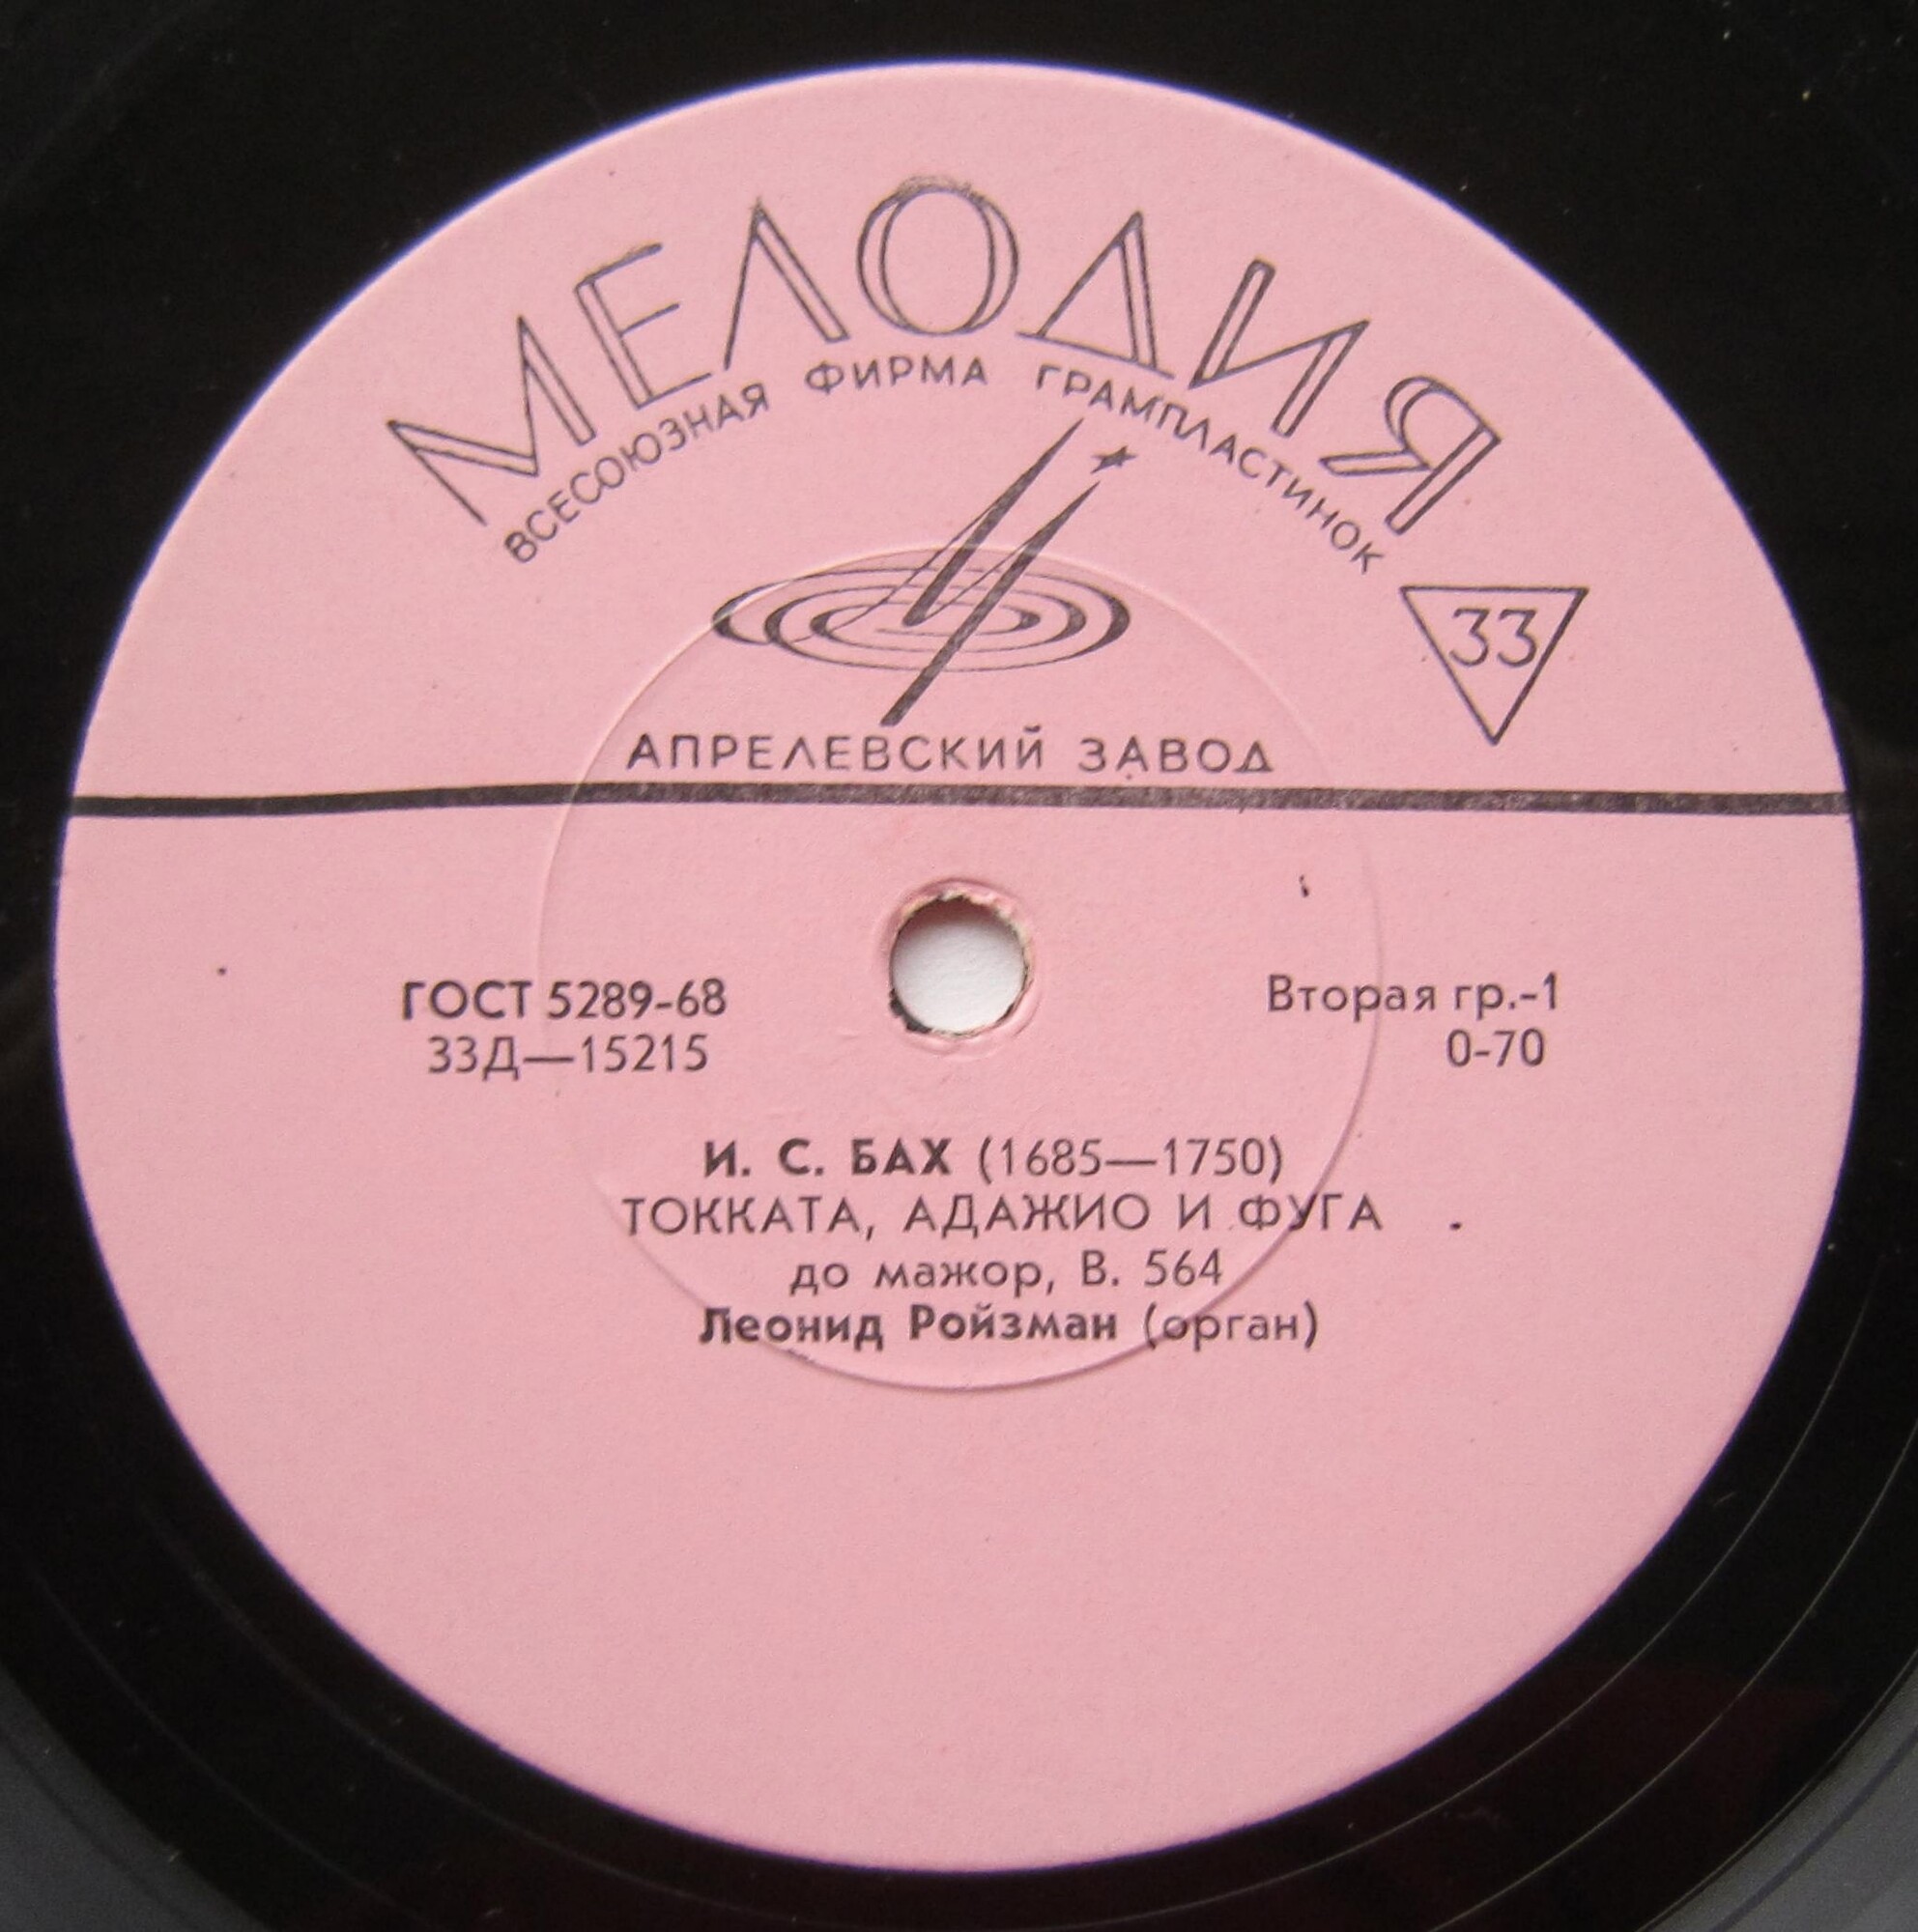 МЕЛОДИЯ
ВСЕСОЮЗНАЯ ФИРМА ГРАМПЛАСТИНОК
33
АПРЕЛЕВСКИЙ ЗАВОД
ГОСТ 5289-68
33Д—15215
Вторая гр.-1
0-70
И. С. БАХ (1685—1750)
ТОККАТА, АДАЖИО И ФУГА
до мажор, В. 564
Леонид Ройзман (орган)